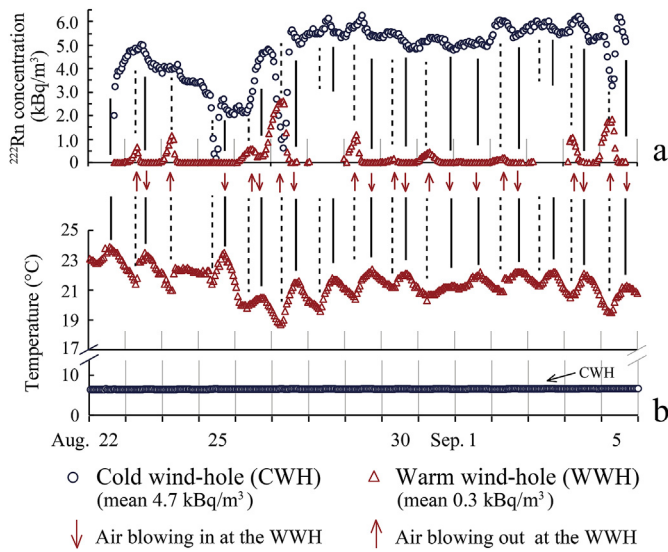 ²²²Rn concentration
(kBq/m³)
6.0
5.0
4.0
3.0
2.0
1.0
0
a
Temperature (°C)
25
23
21
19
17
10
0
CWH
b
Aug. 22 25 30 Sep. 1 5
Cold wind-hole (CWH)
(mean 4.7 kBq/m³)
Warm wind-hole (WWH)
(mean 0.3 kBq/m³)
Air blowing in at the WWH
Air blowing out at the WWH